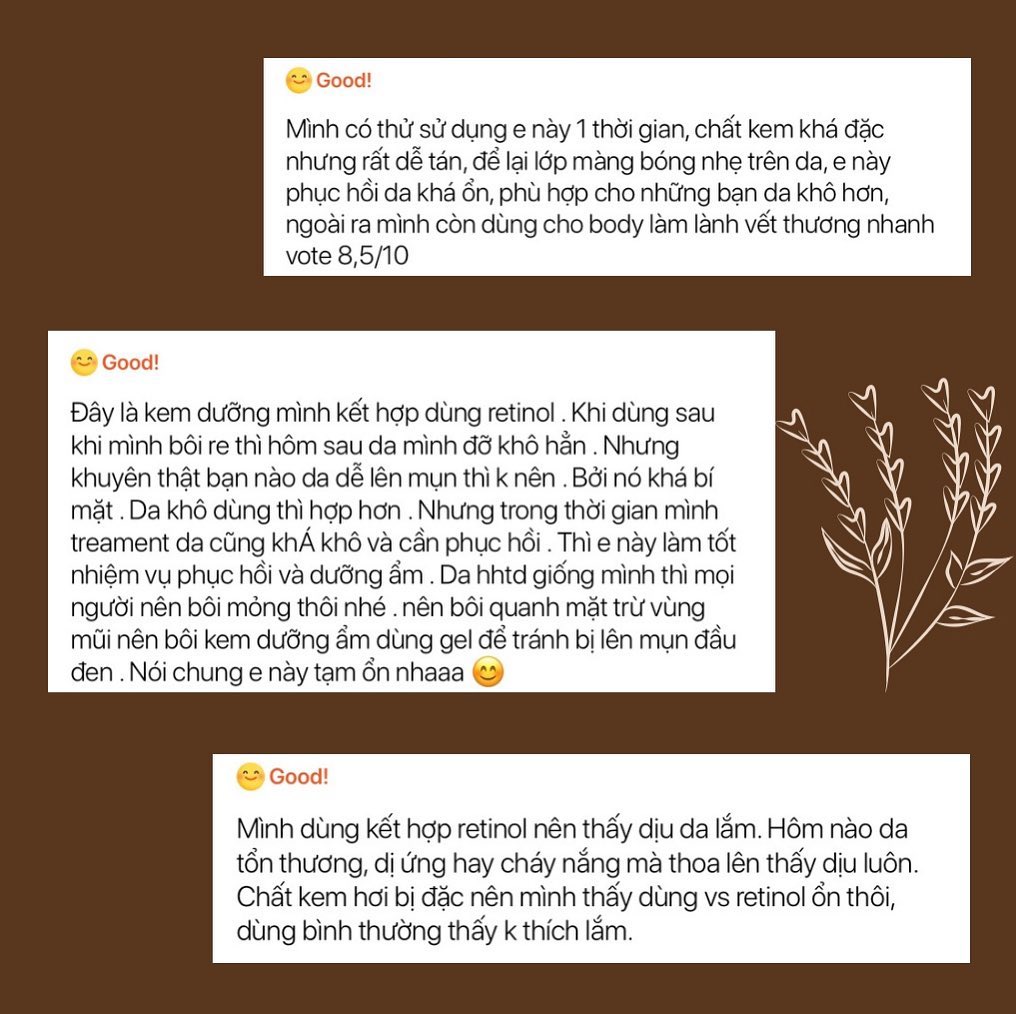 😊 Good!
Mình có thử sử dụng e này 1 thời gian, chất kem khá đặc
nhưng rất dễ tán, để lại lớp màng bóng nhẹ trên da, e này
phục hồi da khá ổn, phù hợp cho những bạn da khô hơn,
ngoài ra mình còn dùng cho body làm lành vết thương nhanh
vote 8,5/10
😊 Good!
Đây là kem dưỡng mình kết hợp dùng retinol . Khi dùng sau
khi mình bôi re thì hôm sau da mình đỡ khô hẳn . Nhưng
khuyên thật bạn nào da dễ lên mụn thì k nên . Bởi nó khá bí
mặt . Da khô dùng thì hợp hơn . Nhưng trong thời gian mình
treament da cũng khÁ khô và cần phục hồi . Thì e này làm tốt
nhiệm vụ phục hồi và dưỡng ẩm . Da hhtd giống mình thì mọi
người nên bôi mỏng thôi nhé . nên bôi quanh mặt trừ vùng
mũi nên bôi kem dưỡng ẩm dùng gel để tránh bị lên mụn đầu
đen . Nói chung e này tạm ổn nhaaa 😊
😊 Good!
Mình dùng kết hợp retinol nên thấy dịu da lắm. Hôm nào da
tổn thương, dị ứng hay cháy nắng mà thoa lên thấy dịu luôn.
Chất kem hơi bị đặc nên mình thấy dùng vs retinol ổn thôi,
dùng bình thường thấy k thích lắm.